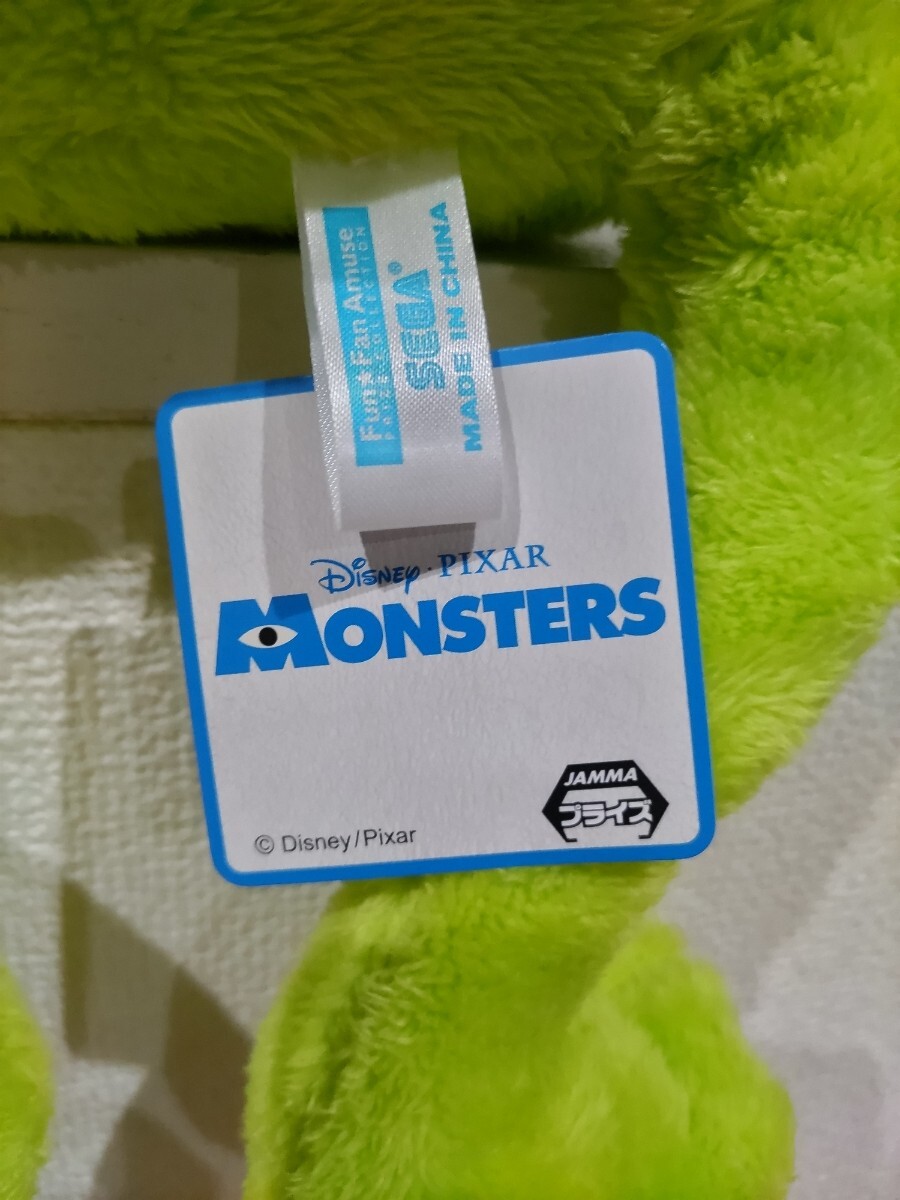 Fun★Fan Amuse
PRIZE COLLECTION
SEGA®
MADE IN CHINA
Disney · PIXAR
MONSTERS
JAMMA
プライズ
© Disney/Pixar